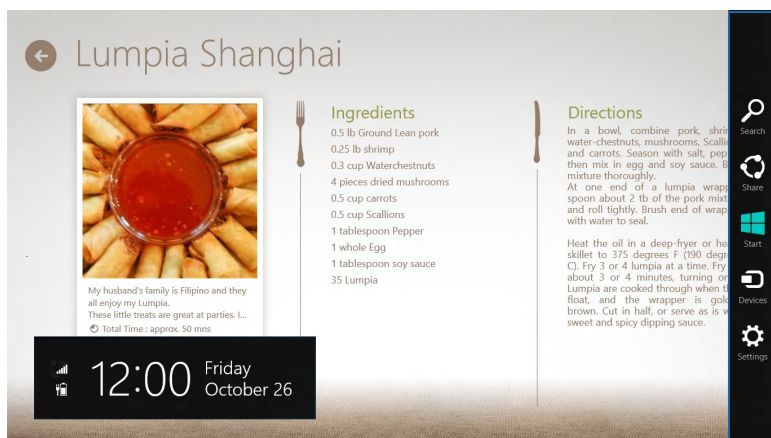 Lumpia Shanghai
My husband's family is Filipino and they
all enjoy my Lumpia.
These little treats are great at parties. I...
Total Time : approx. 50 mns
Ingredients
0.5 lb Ground Lean pork
0.25 lb shrimp
0.3 cup Waterchestnuts
4 pieces dried mushrooms
0.5 cup carrots
0.5 cup Scallions
1 tablespoon Pepper
1 whole Egg
1 tablespoon soy sauce
35 Lumpia
Directions
In a bowl, combine pork,
water-chestnuts, mushrooms,
and carrots. Season with salt,
then mix in egg and soy sauce.
mixture thoroughly.
At one end of a lumpia
spoon about 2 tb of the pork
and roll tightly. Brush end of
with water to seal.
Heat the oil in a deep-fryer or
skillet to 375 degrees F (190
C). Fry 3 or 4 lumpia at a time. Fry
about 3 or 4 minutes, turning
Lumpia are cooked through when
float, and the wrapper is
brown. Cut in half, or serve as is
sweet and spicy dipping sauce.
12:00
Friday
October 26
Search
Share
Start
Devices
Settings